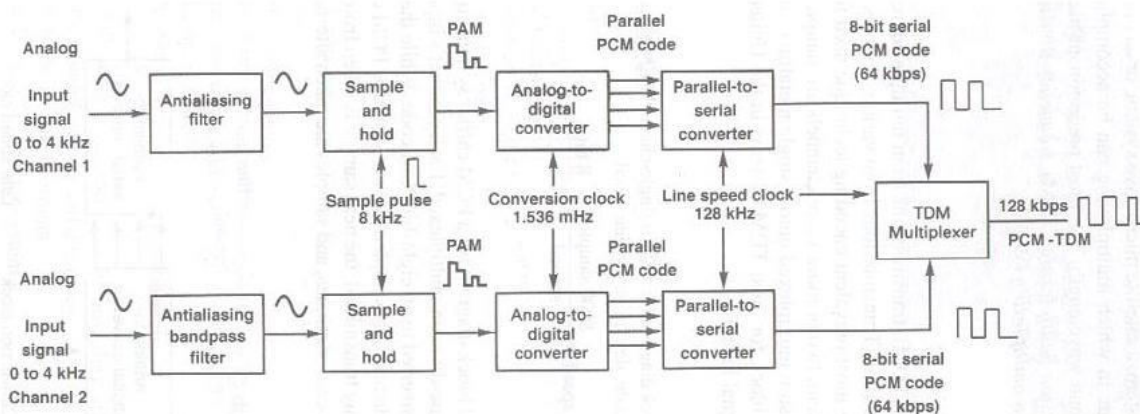 Analog
Input
signal
0 to 4 kHz
Channel 1
Antialiasing
filter
Sample
and
hold
PAM
Analog-to-
digital
converter
Parallel
PCM code
Parallel-to-
serial
converter
8-bit serial
PCM code
(64 kbps)
Sample pulse
8 kHz
Conversion clock
1.536 mHz
Line speed clock
128 kHz
TDM
Multiplexer
128 kbps
PCM -TDM
Analog
Input
signal
0 to 4 kHz
Channel 2
Antialiasing
bandpass
filter
Sample
and
hold
PAM
Analog-to-
digital
converter
Parallel
PCM code
Parallel-to-
serial
converter
8-bit serial
PCM code
(64 kbps)